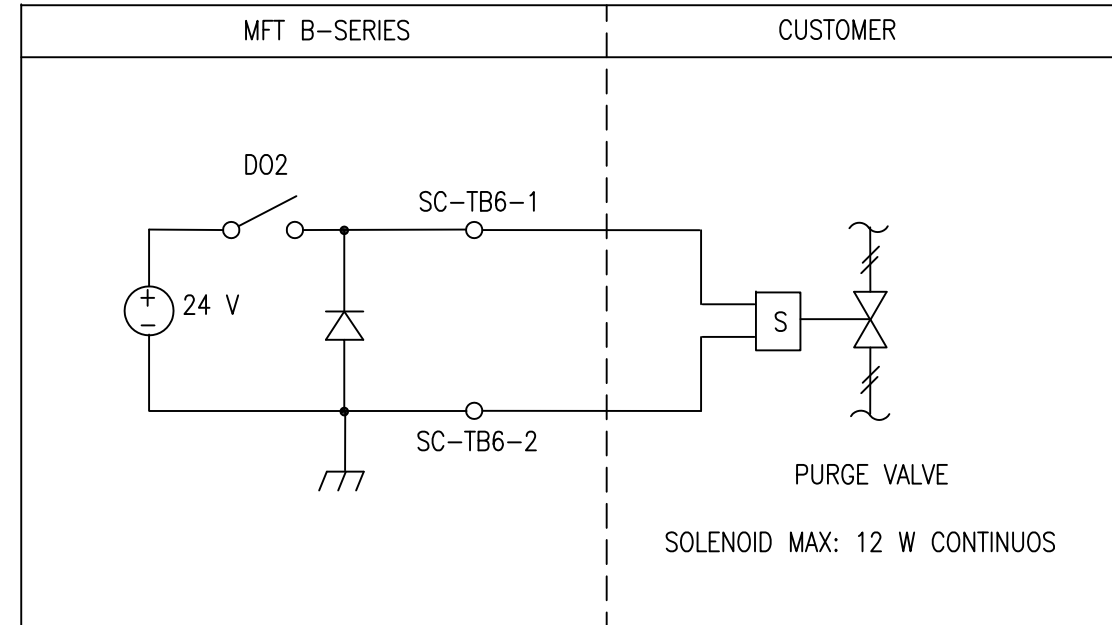 MFT B-SERIES
CUSTOMER
DO2
SC-TB6-1
+
24 V
-
S
SC-TB6-2
PURGE VALVE
SOLENOID MAX: 12 W CONTINUOS